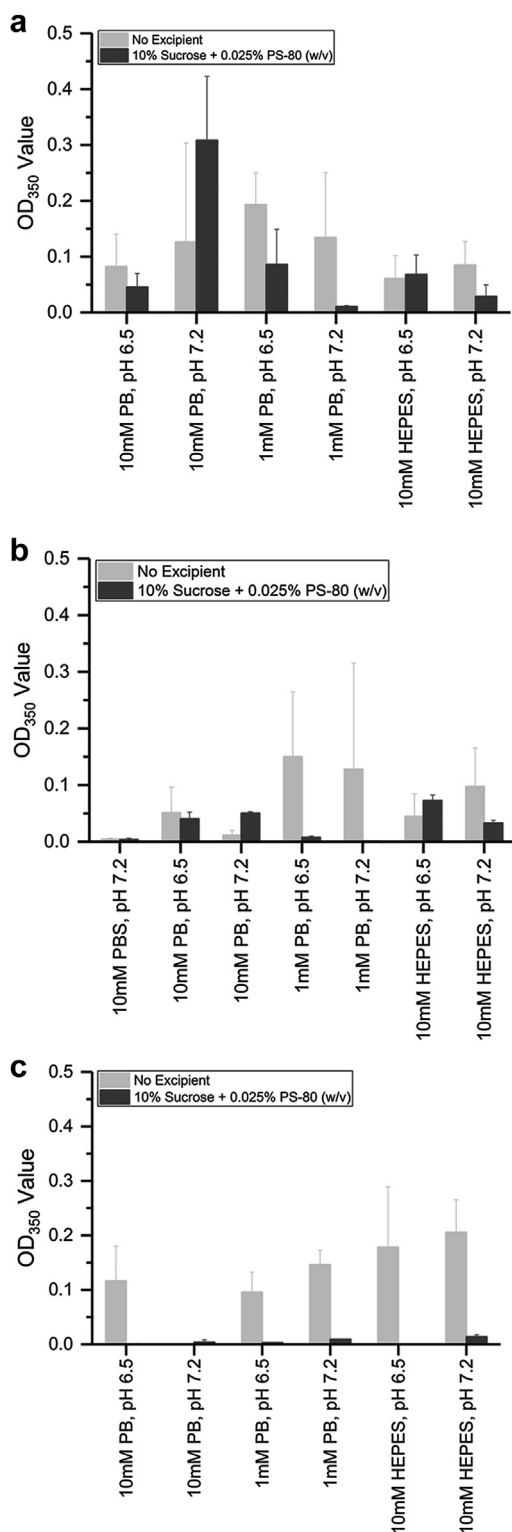 a
No Excipient
10% Sucrose + 0.025% PS-80 (w/v)
0.5
0.4
0.3
0.2
0.1
0.0
OD350 Value
10mM PB, pH 6.5
10mM PB, pH 7.2
1mM PB, pH 6.5
1mM PB, pH 7.2
10mM HEPES, pH 6.5
10mM HEPES, pH 7.2
b
No Excipient
10% Sucrose + 0.025% PS-80 (w/v)
0.5
0.4
0.3
0.2
0.1
0.0
OD350 Value
10mM PBS, pH 7.2
10mM PB, pH 6.5
10mM PB, pH 7.2
1mM PB, pH 6.5
1mM PB, pH 7.2
10mM HEPES, pH 6.5
10mM HEPES, pH 7.2
c
No Excipient
10% Sucrose + 0.025% PS-80 (w/v)
0.5
0.4
0.3
0.2
0.1
0.0
OD350 Value
10mM PB, pH 6.5
10mM PB, pH 7.2
1mM PB, pH 6.5
1mM PB, pH 7.2
10mM HEPES, pH 6.5
10mM HEPES, pH 7.2